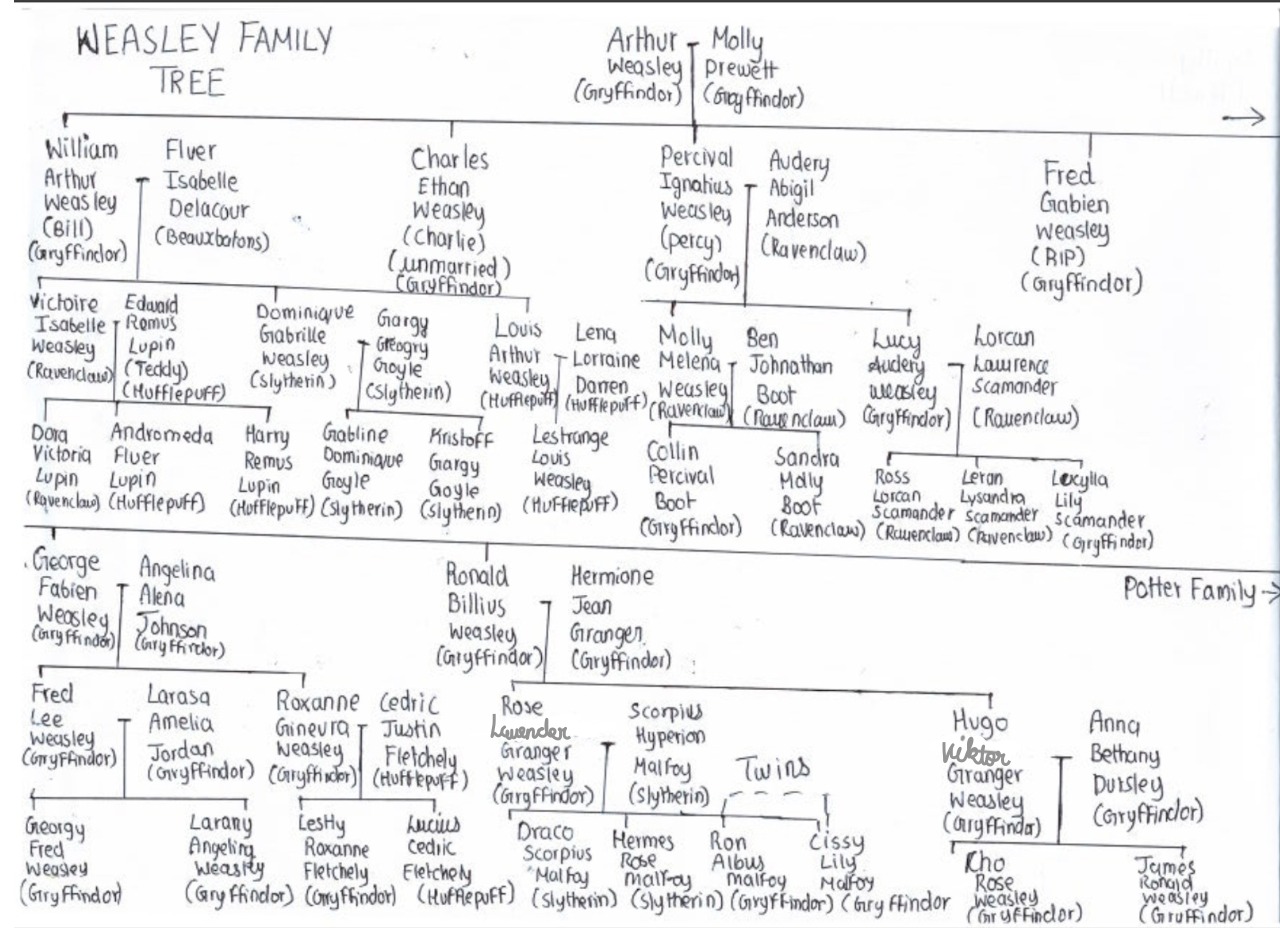 WEASLEY FAMILY
TREE
Arthur
Weasley
(Gryffindor)
Molly
Prewett
(Gryffindor)
William
Arthur
Weasley
(Bill)
(Gryffindor)
Fluer
Isabelle
Delacour
(Beauxbatons)
Charles
Ethan
Weasley
(Charlie)
(unmarried)
(Gryffindor)
Percival
Ignatius
Weasley
(percy)
(Gryffindor)
Audery
Abigil
Anderson
(Ravenclaw)
Fred
Gabien
Weasley
(RIP)
(Gryffindor)
Victoire
Isabelle
Weasley
(Ravenclaw)
Edward
Remus
Lupin
(Teddy)
(Hufflepuff)
Dominique
Gabrille
Weasley
(Slytherin)
Gargy
Greogry
Goyle
(Slytherin)
Louis
Arthur
Weasley
(Hufflepuff)
Lena
Lorraine
Darren
(Hufflepuff)
Molly
Melena
Weasley
(Ravenclaw)
Ben
Johnathan
Boot
(Ravenclaw)
Lucy
Audery
Weasley
(Gryffindor)
Lorcan
Lawrence
Scamander
(Ravenclaw)
Dora
Victoria
Lupin
(Ravenclaw)
Andromeda
Fluer
Lupin
(Hufflepuff)
Harry
Remus
Lupin
(Hufflepuff)
Gabline
Dominique
Goyle
(Slytherin)
Kristoff
Gargy
Goyle
(Slytherin)
Lestrange
Louis
Weasley
(Hufflepuff)
Collin
Percival
Boot
(Gryffindor)
Sandra
Molly
Boot
(Ravenclaw)
Ross
Lorcan
Scamander
(Ravenclaw)
Leran
Lysandra
Scamander
(Ravenclaw)
Lecylla
Lily
Scamander
(Gryffindor)
George
Fabien
Weasley
(Gryffindor)
Angelina
Alena
Johnson
(Gryffindor)
Ronald
Billius
Weasley
(Gryffindor)
Hermione
Jean
Granger
(Gryffindor)
Potter Family →
Fred
Lee
Weasley
(Gryffindor)
Larasa
Amelia
Jordan
(Gryffindor)
Roxanne
Ginevra
Weasley
(Gryffindor)
Cedric
Justin
Fletchely
(Hufflepuff)
Rose
Lavender
Granger
Weasley
(Gryffindor)
Scorpius
Hyperion
Malfoy
(Slytherin)
Twins
Hugo
Viktor
Granger
Weasley
(Gryffindor)
Anna
Bethany
Dursley
(Gryffindor)
Georgy
Fred
Weasley
(Gryffindor)
Larany
Angelina
Weasley
(Gryffindor)
Leslly
Roxanne
Fletchely
(Gryffindor)
Lucius
Cedric
Fletchely
(Hufflepuff)
Draco
Scorpius
Malfoy
(Slytherin)
Hermes
Rose
Malfoy
(Slytherin)
Ron
Albus
Malfoy
(Gryffindor)
Cissy
Lily
Malfoy
(Gryffindor
Cho
Rose
Weasley
(Gryffindor)
James
Ronald
Weasley
(Gryffindor)